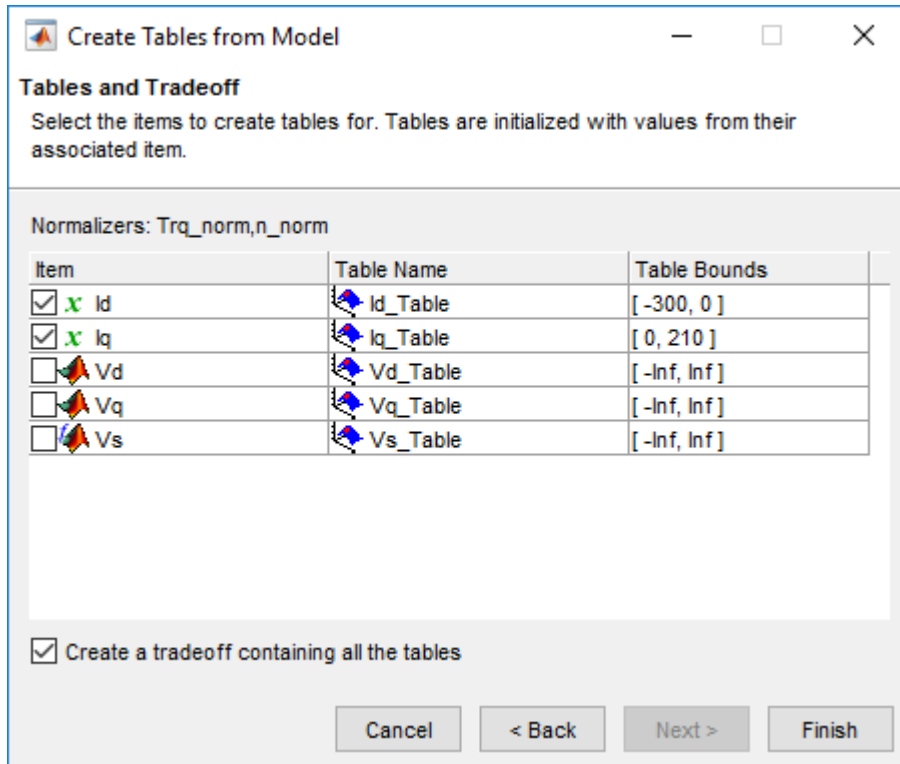 Create Tables from Model
Tables and Tradeoff
Select the items to create tables for. Tables are initialized with values from their
associated item.
Normalizers: Trq_norm,n_norm
Item Table Name Table Bounds
x Id Id_Table [ -300, 0 ]
x Iq Iq_Table [ 0, 210 ]
Vd Vd_Table [ -Inf, Inf ]
Vq Vq_Table [ -Inf, Inf ]
Vs Vs_Table [ -Inf, Inf ]
Create a tradeoff containing all the tables
Cancel < Back Next > Finish